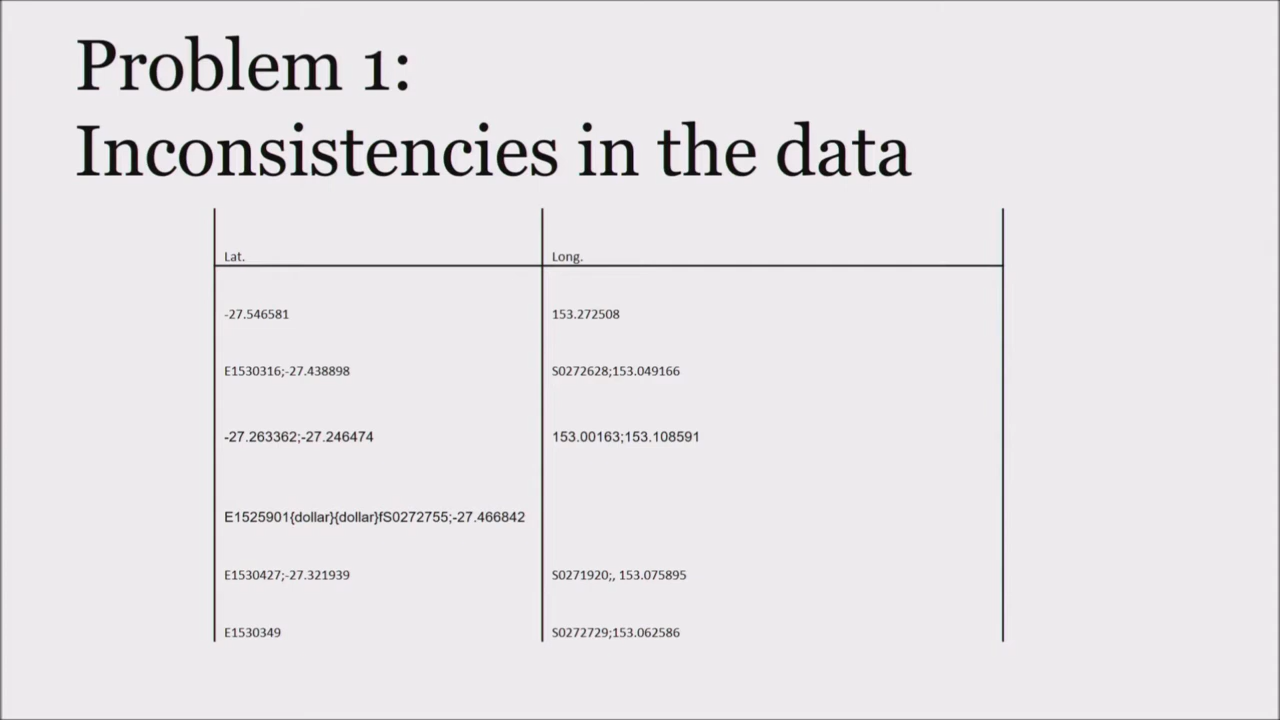 Problem 1:
Inconsistencies in the data
Lat. Long.
-27.546581 153.272508
E1530316;-27.438898 S0272628;153.049166
-27.263362;-27.246474 153.00163;153.108591
E1525901{dollar}{dollar}fS0272755;-27.466842
E1530427;-27.321939 S0271920;, 153.075895
E1530349 S0272729;153.062586